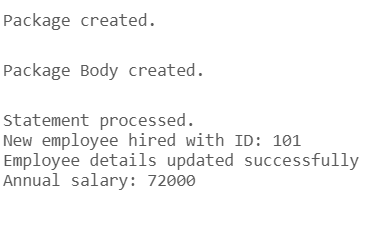 Package created.
Package Body created.
Statement processed.
New employee hired with ID: 101
Employee details updated successfully
Annual salary: 72000